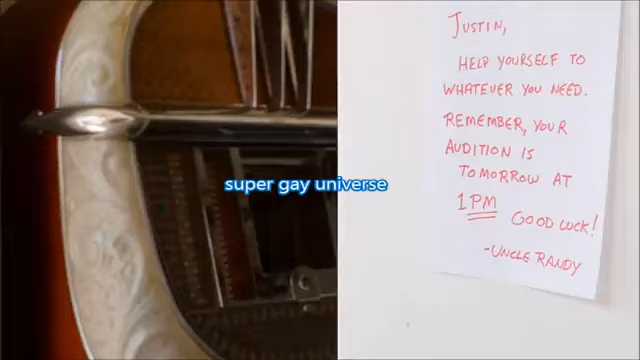 super gay universe
JUSTIN,
HELP YOURSELF TO
WHATEVER YOU NEED.
REMEMBER, YOUR
AUDITION IS
TOMORROW AT
1PM GOOD LUCK!
-UNCLE RANDY